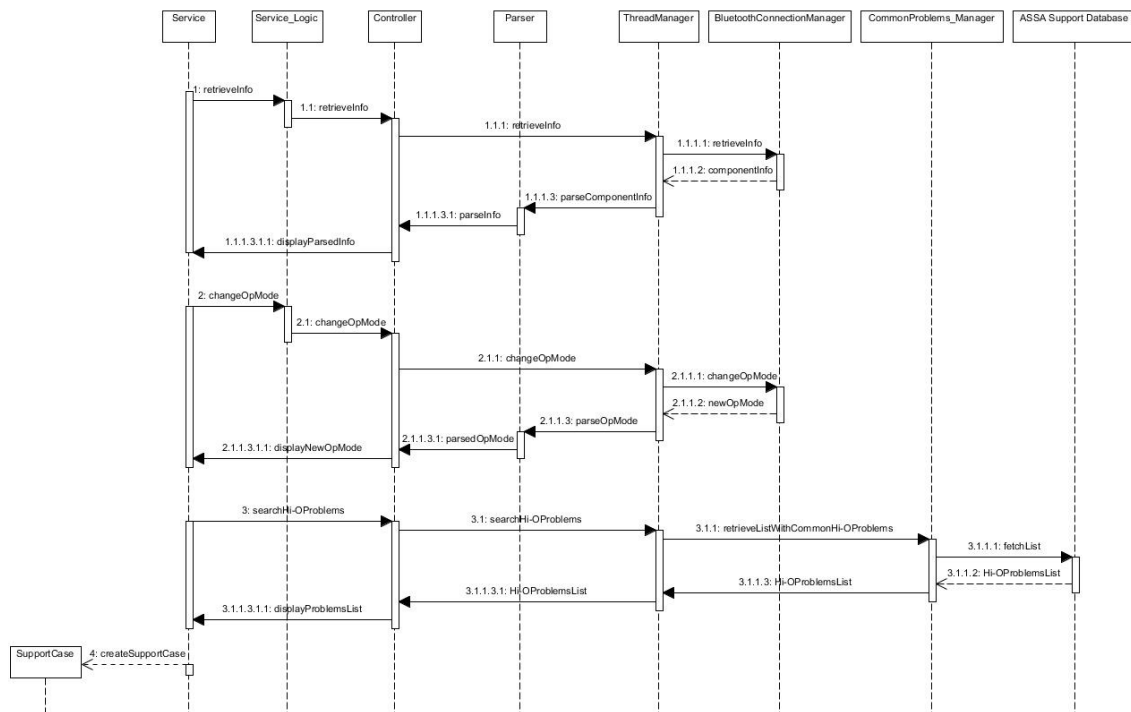 Service
Service_Logic
Controller
Parser
ThreadManager
BluetoothConnectionManager
CommonProblems_Manager
ASSA Support Database
1: retrieveInfo
1.1: retrieveInfo
1.1.1: retrieveInfo
1.1.1.1: retrieveInfo
1.1.1.2: componentInfo
1.1.1.3: parseComponentInfo
1.1.1.3.1: parseInfo
1.1.1.3.1.1: displayParsedInfo
2: changeOpMode
2.1: changeOpMode
2.1.1: changeOpMode
2.1.1.1: changeOpMode
2.1.1.2: newOpMode
2.1.1.3: parseOpMode
2.1.1.3.1: parsedOpMode
2.1.1.3.1.1: displayNewOpMode
3: searchHi-OProblems
3.1: searchHi-OProblems
3.1.1: retrieveListWithCommonHi-OProblems
3.1.1.1: fetchList
3.1.1.2: Hi-OProblemsList
3.1.1.3: Hi-OProblemsList
3.1.1.3.1: Hi-OProblemsList
3.1.1.3.1.1: displayProblemsList
4: createSupportCase
SupportCase